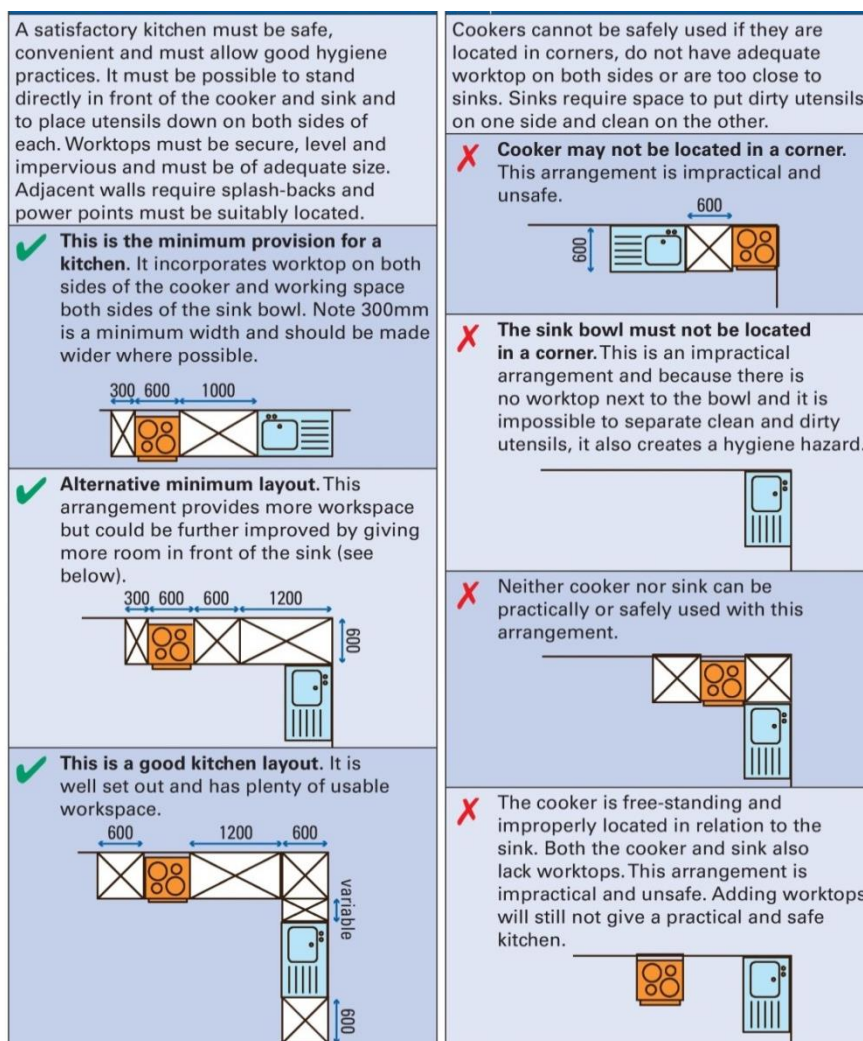 A satisfactory kitchen must be safe,
convenient and must allow good hygiene
practices. It must be possible to stand
directly in front of the cooker and sink and
to place utensils down on both sides of
each. Worktops must be secure, level and
impervious and must be of adequate size.
Adjacent walls require splash-backs and
power points must be suitably located.
This is the minimum provision for a
kitchen. It incorporates worktop on both
sides of the cooker and working space
both sides of the sink bowl. Note 300mm
is a minimum width and should be made
wider where possible.
300 600 1000
Alternative minimum layout. This
arrangement provides more workspace
but could be further improved by giving
more room in front of the sink (see
below).
300 600 600 1200
600
This is a good kitchen layout. It is
well set out and has plenty of usable
workspace.
600 1200 600
variable
600
Cookers cannot be safely used if they are
located in corners, do not have adequate
worktop on both sides or are too close to
sinks. Sinks require space to put dirty utensils
on one side and clean on the other.
Cooker may not be located in a corner.
This arrangement is impractical and
unsafe.
600
600
The sink bowl must not be located
in a corner. This is an impractical
arrangement and because there is
no worktop next to the bowl and it is
impossible to separate clean and dirty
utensils, it also creates a hygiene hazard.
Neither cooker nor sink can be
practically or safely used with this
arrangement.
The cooker is free-standing and
improperly located in relation to the
sink. Both the cooker and sink also
lack worktops. This arrangement is
impractical and unsafe. Adding worktops
will still not give a practical and safe
kitchen.